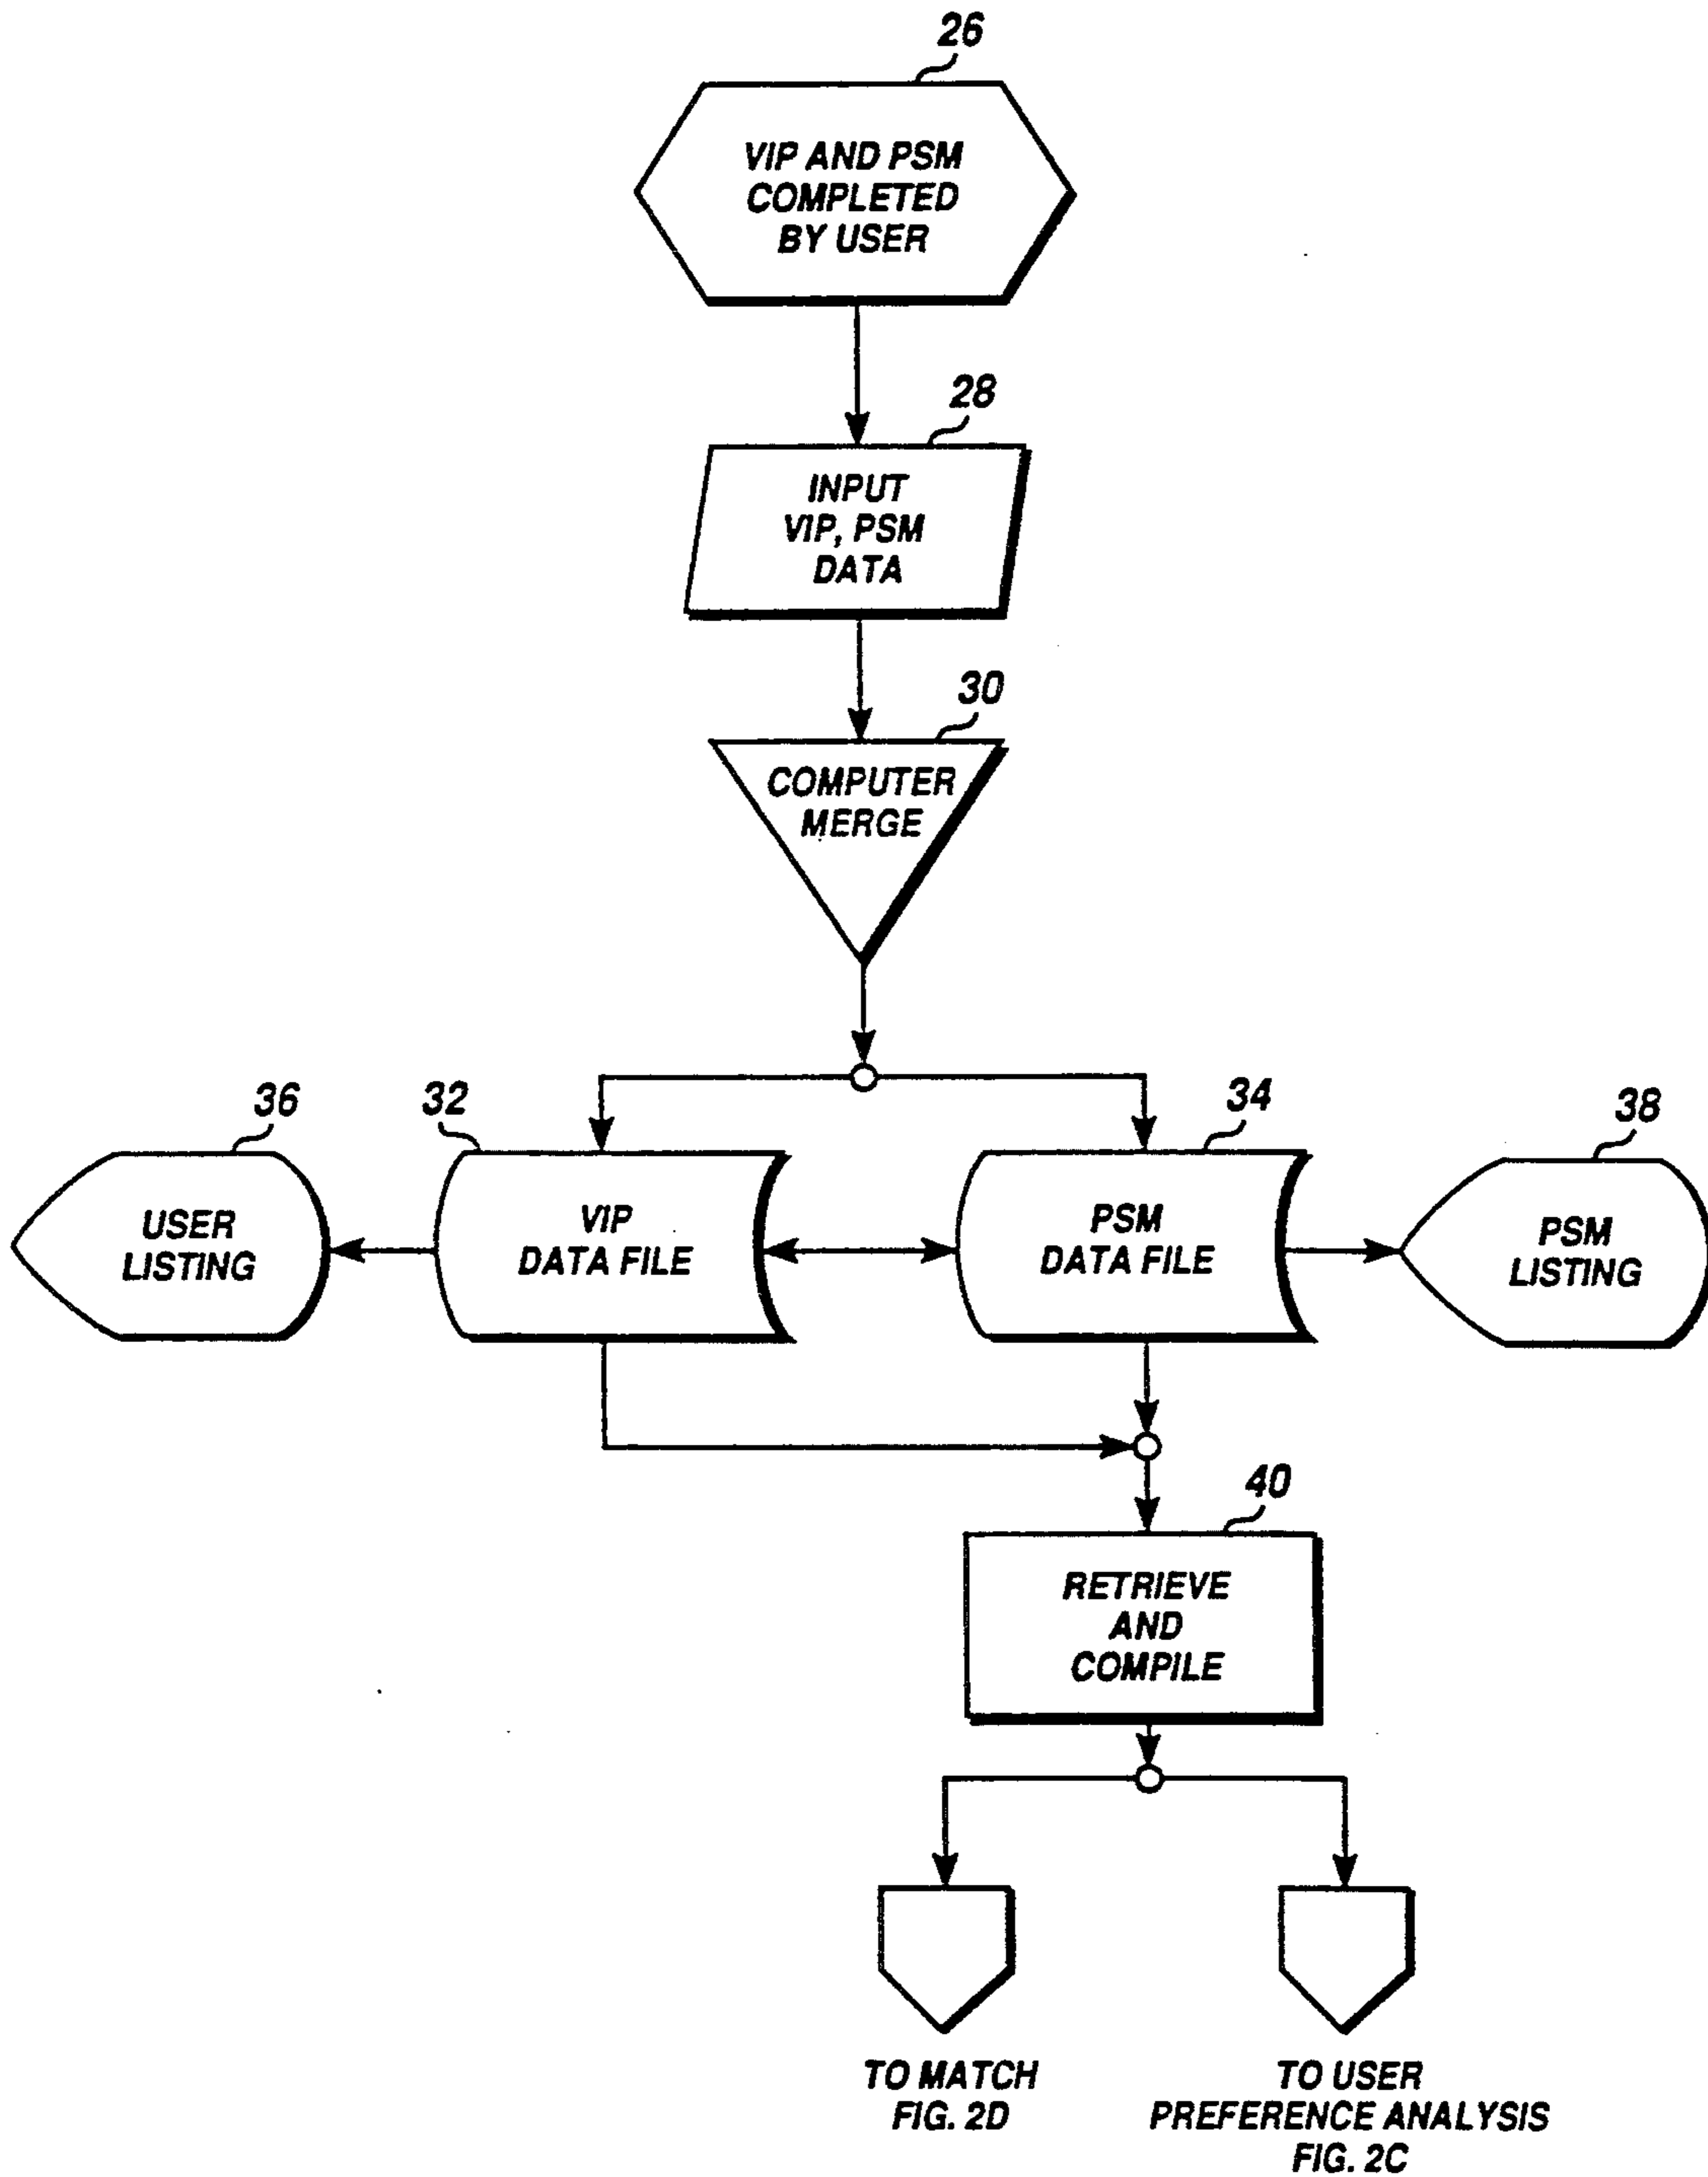 26
VIP AND PSM
COMPLETED
BY USER
28
INPUT
VIP, PSM
DATA
30
COMPUTER
MERGE
36
32
34
38
USER
LISTING
VIP
DATA FILE
PSM
DATA FILE
PSM
LISTING
40
RETRIEVE
AND
COMPILE
TO MATCH
FIG. 2D
TO USER
PREFERENCE ANALYSIS
FIG. 2C